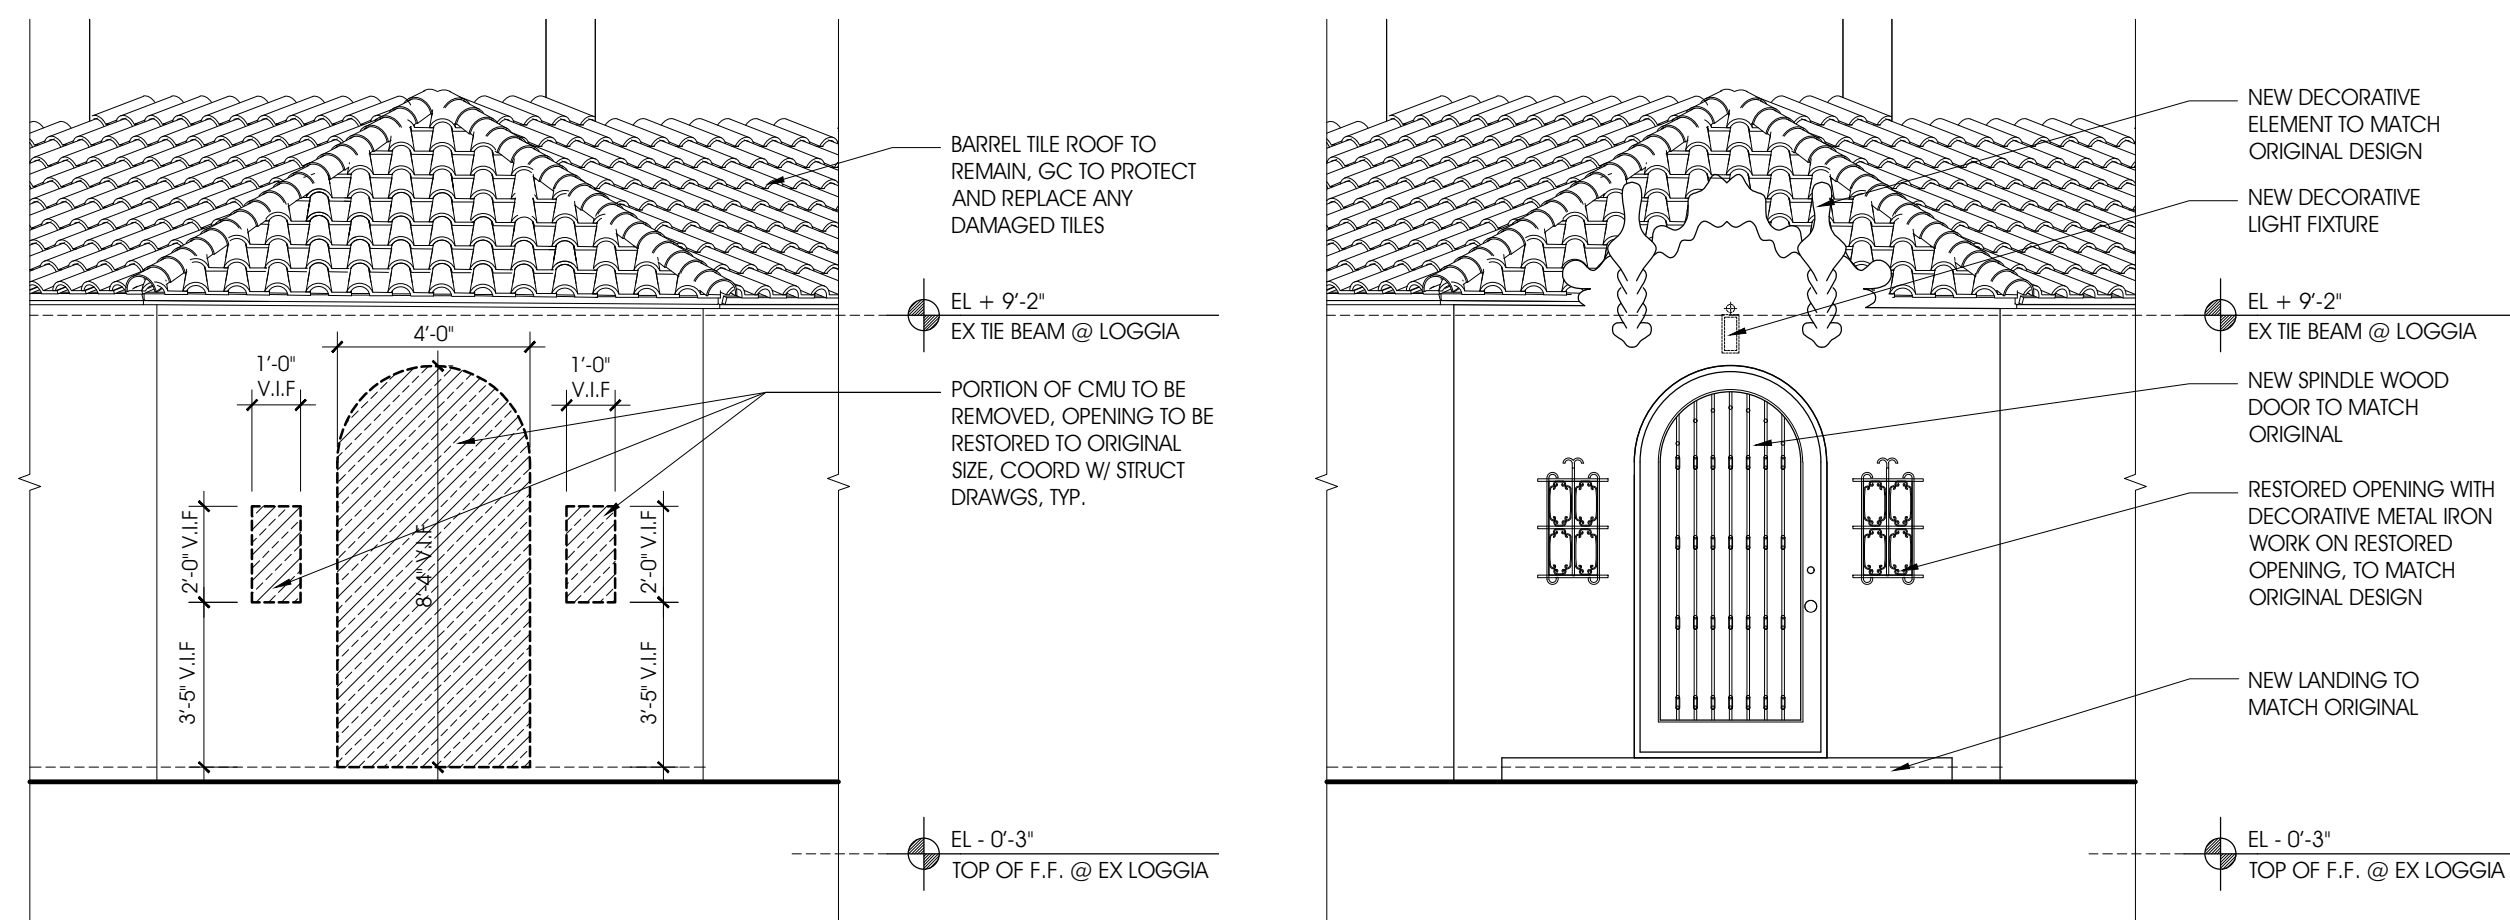 BARREL TILE ROOF TO
REMAIN, GC TO PROTECT
AND REPLACE ANY
DAMAGED TILES
EL + 9'-2"
EX TIE BEAM @ LOGGIA
4'-0"
1'-0"
V.I.F
1'-0"
V.I.F
PORTION OF CMU TO BE
REMOVED, OPENING TO BE
RESTORED TO ORIGINAL
SIZE, COORD W/ STRUCT
DRAWGS, TYP.
2'-0" V.I.F
8'-4" V.I.F
2'-0" V.I.F
3'-5" V.I.F
3'-5" V.I.F
EL - 0'-3"
TOP OF F.F. @ EX LOGGIA
NEW DECORATIVE
ELEMENT TO MATCH
ORIGINAL DESIGN
NEW DECORATIVE
LIGHT FIXTURE
EL + 9'-2"
EX TIE BEAM @ LOGGIA
NEW SPINDLE WOOD
DOOR TO MATCH
ORIGINAL
RESTORED OPENING WITH
DECORATIVE METAL IRON
WORK ON RESTORED
OPENING, TO MATCH
ORIGINAL DESIGN
NEW LANDING TO
MATCH ORIGINAL
EL - 0'-3"
TOP OF F.F. @ EX LOGGIA